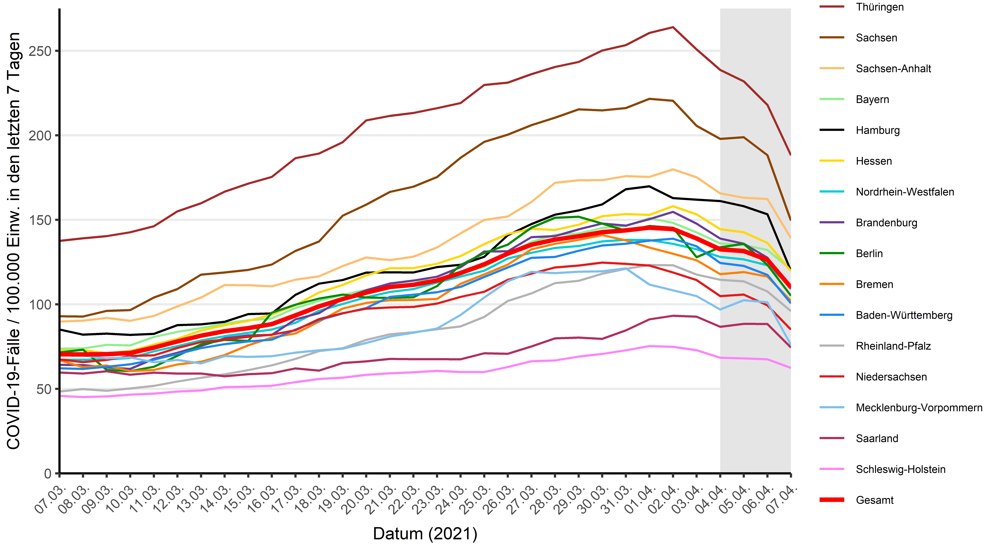 COVID-19-Fälle / 100.000 Einw. in den letzten 7 Tagen
250
200
150
100
50
0
07.03.
08.03.
09.03.
10.03.
11.03.
12.03.
13.03.
14.03.
15.03.
16.03.
17.03.
18.03.
19.03.
20.03.
21.03.
22.03.
23.03.
24.03.
25.03.
26.03.
27.03.
28.03.
29.03.
30.03.
31.03.
01.04.
02.04.
03.04.
04.04.
05.04.
06.04.
07.04.
Datum (2021)
Thüringen
Sachsen
Sachsen-Anhalt
Bayern
Hamburg
Hessen
Nordrhein-Westfalen
Brandenburg
Berlin
Bremen
Baden-Württemberg
Rheinland-Pfalz
Niedersachsen
Mecklenburg-Vorpommern
Saarland
Schleswig-Holstein
Gesamt